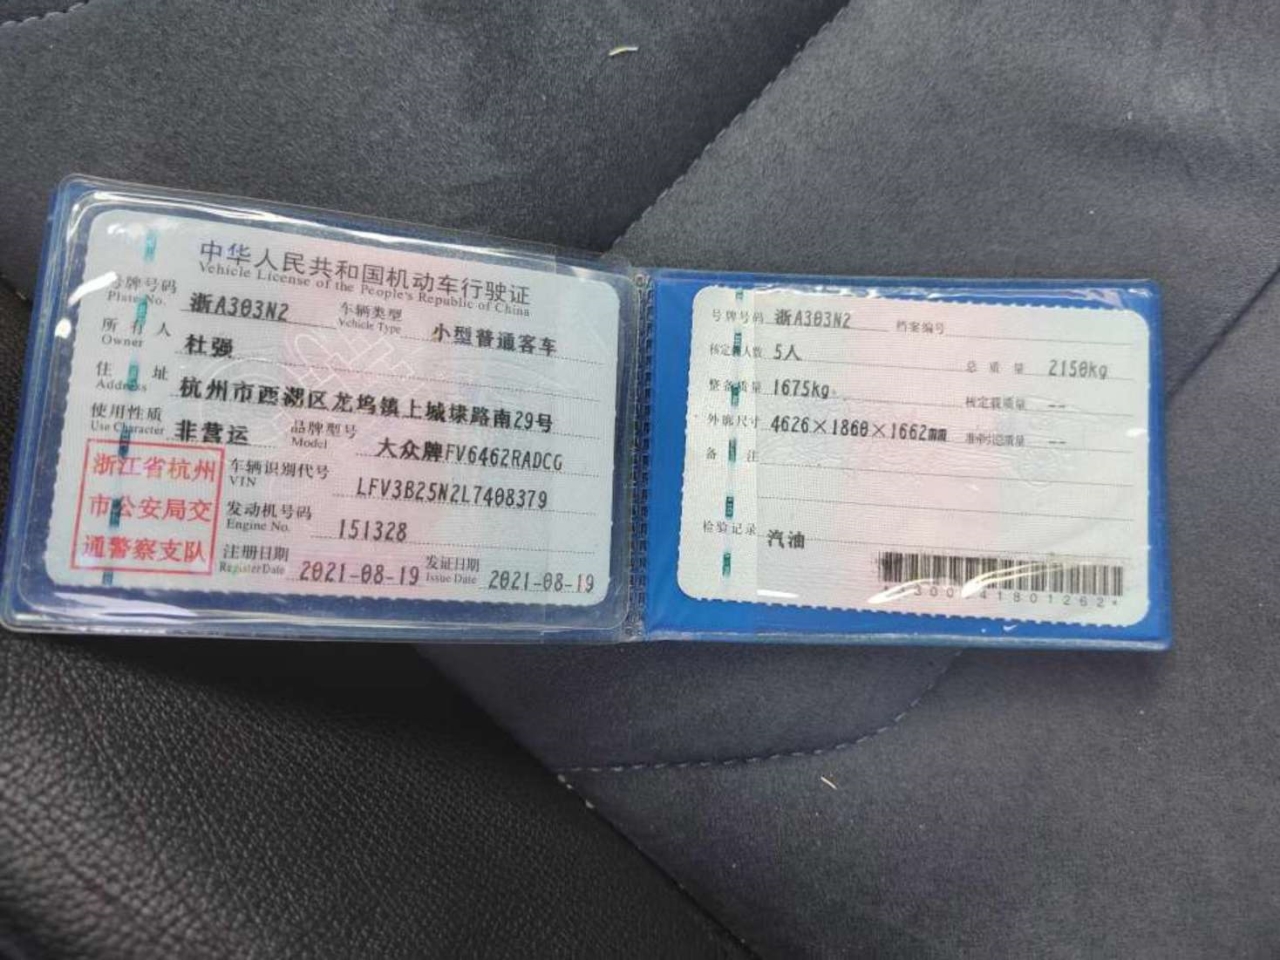 中华人民共和国机动车行驶证
Vehicle License of the People's Republic of China
号牌号码 浙A303N2 车辆类型 小型普通客车
Plate No. Vehicle Type
所有人 杜强
Owner
住址 杭州市西湖区龙坞镇上城埭路南29号
Address
使用性质 非营运 品牌型号 大众牌FV6462RADCG
Use Character Model
浙江省杭州
市公安局交
通警察支队
车辆识别代号 LFV3B25N2L7408379
VIN
发动机号码 151328
Engine No.
注册日期 2021-08-19 发证日期 2021-08-19
Register Date Issue Date
号牌号码 浙A303N2 档案编号
核定载人数 5人 总质量 2150kg
整备质量 1675kg 核定载质量 --
外廓尺寸 4626×1860×1662mm 准牵引总质量 --
备注
检验记录 汽油